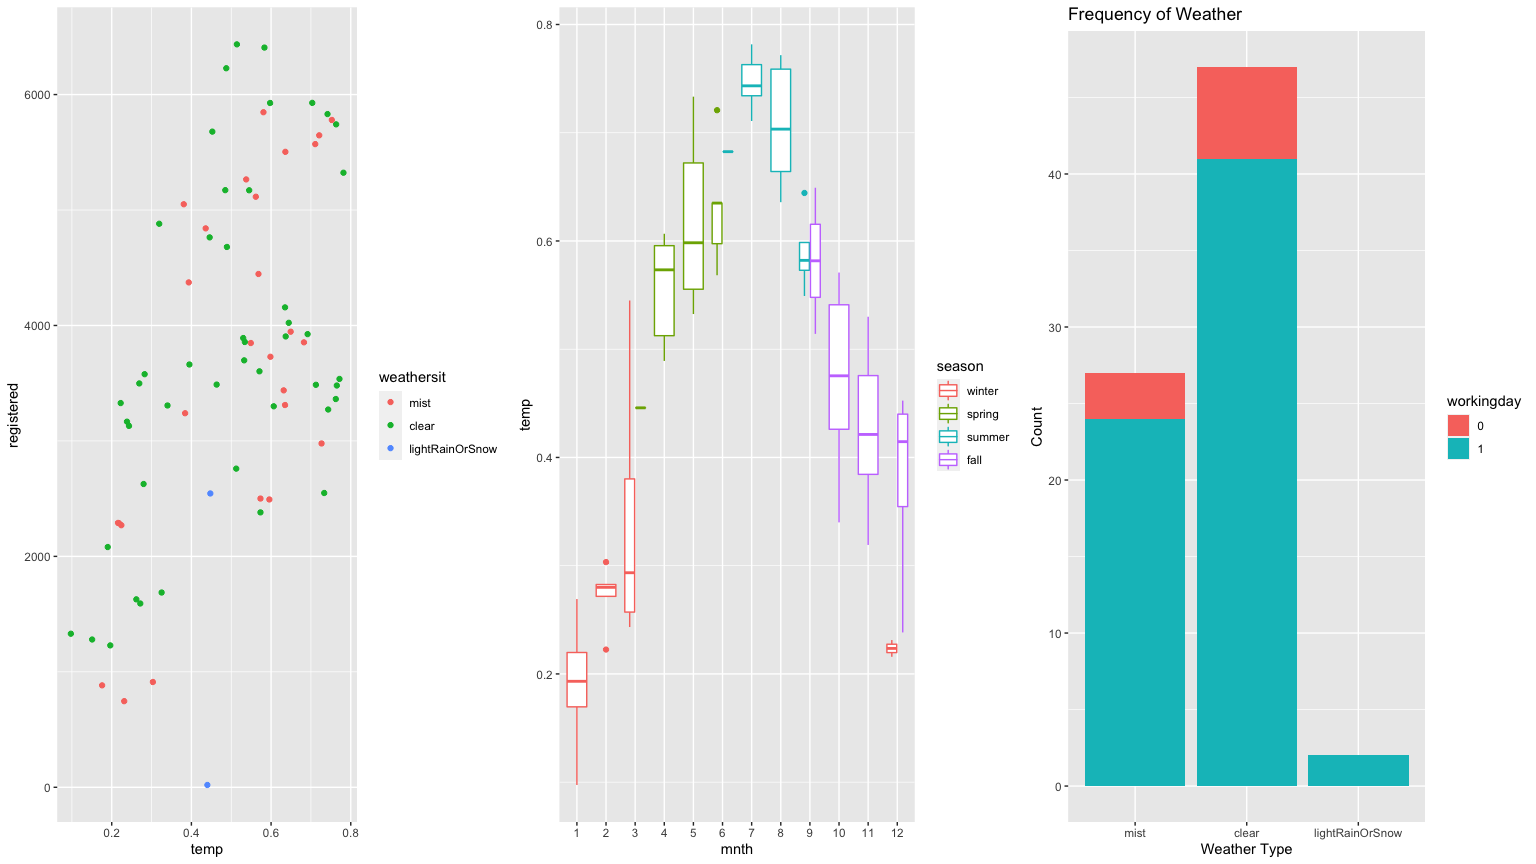 registered
6000
4000
2000
0
0.2 0.4 0.6 0.8
temp
weathersit
mist
clear
lightRainOrSnow
temp
0.8
0.6
0.4
0.2
1 2 3 4 5 6 7 8 9 10 11 12
mnth
season
winter
spring
summer
fall
Frequency of Weather
Count
40
30
20
10
0
mist clear lightRainOrSnow
Weather Type
workingday
0
1